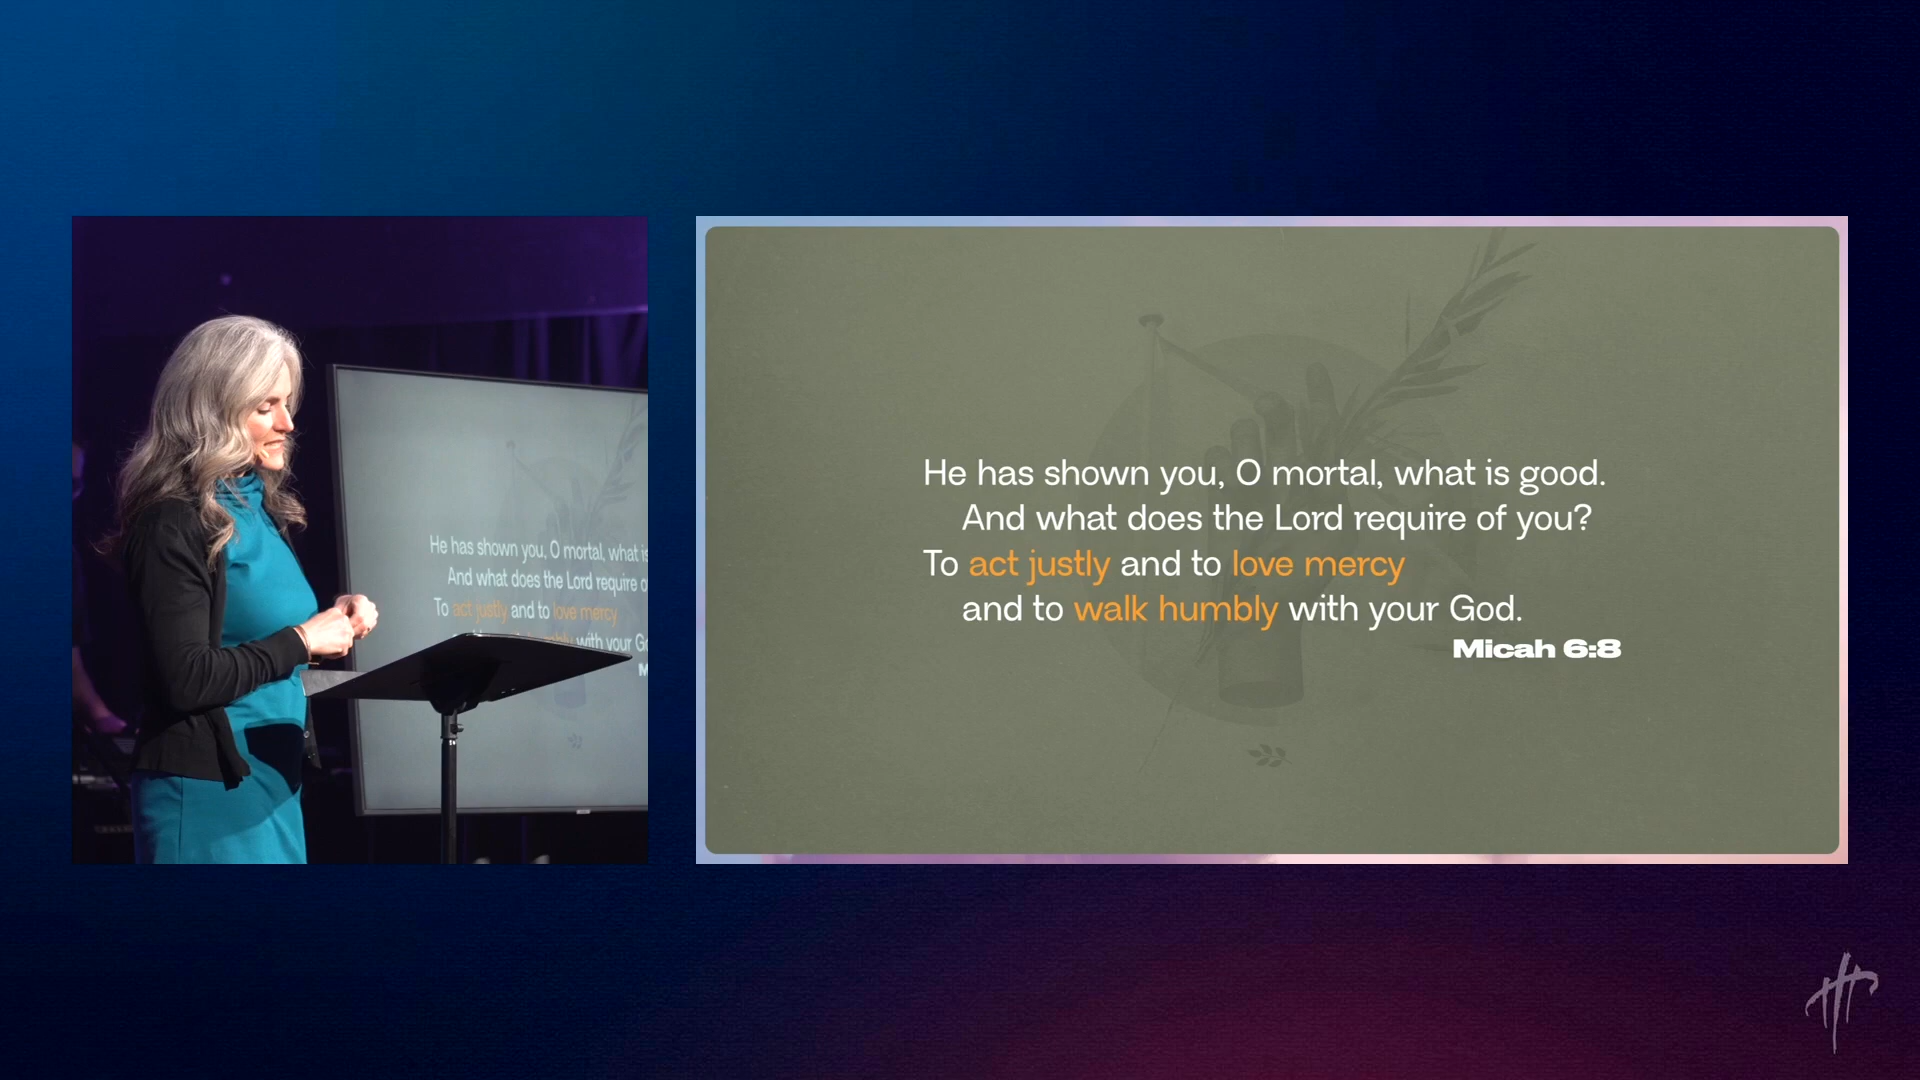 He has shown you, O mortal, what is
And what does the Lord require
To act justly and to love mercy
with your
He has shown you, O mortal, what is good.
And what does the Lord require of you?
To act justly and to love mercy
and to walk humbly with your God.
Micah 6:8